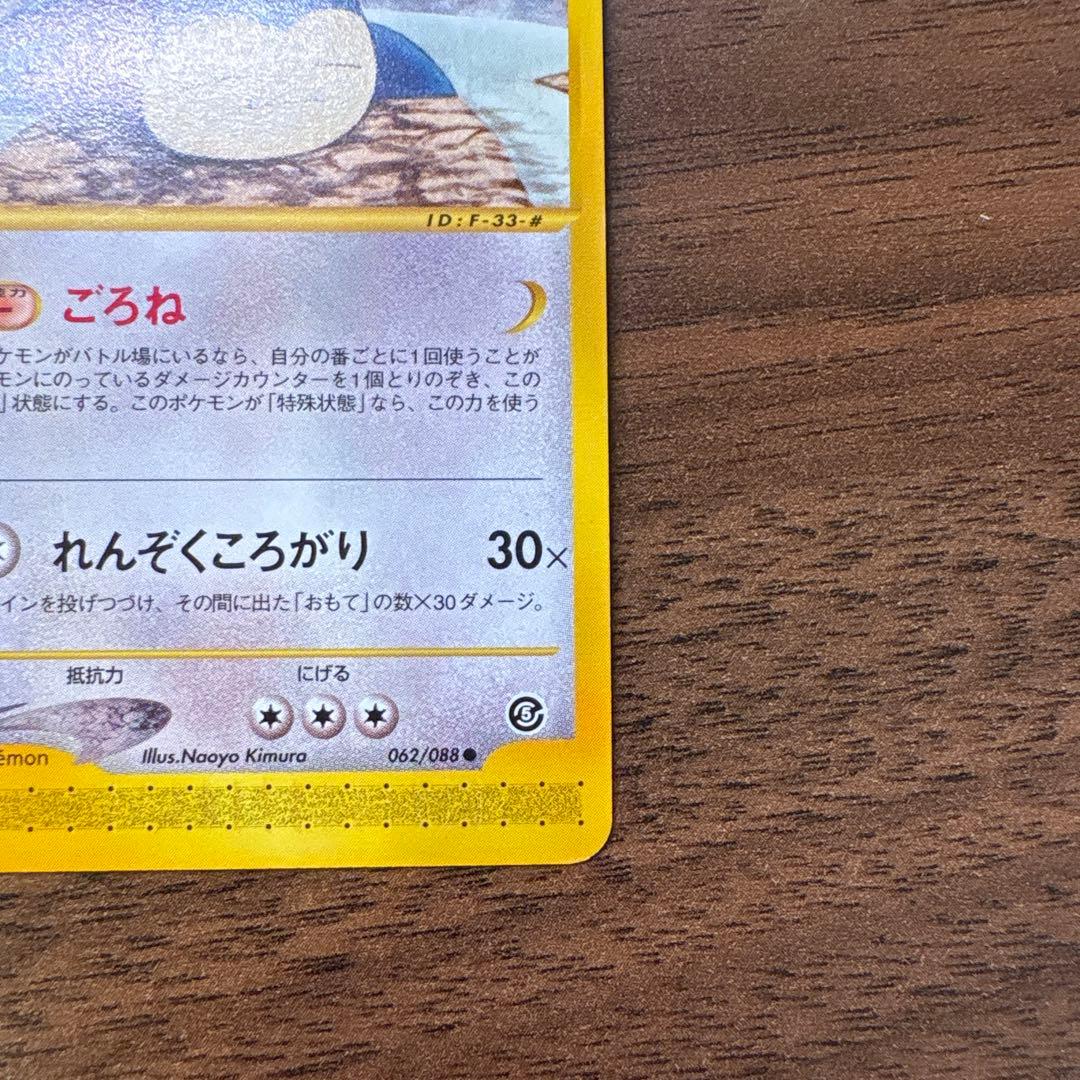 ID:F-33-#
ごろね
ケモンがバトル場にいるなら、自分の番ごとに1回使うことが
モンにのっているダメージカウンターを1個とりのぞき、この
」状態にする。このポケモンが「特殊状態」なら、この力を使う
れんぞくころがり 30×
インを投げつづけ、その間に出た「おもて」の数×30ダメージ。
抵抗力 にげる
5
émon Illus.Naoyo Kimura 062/088●